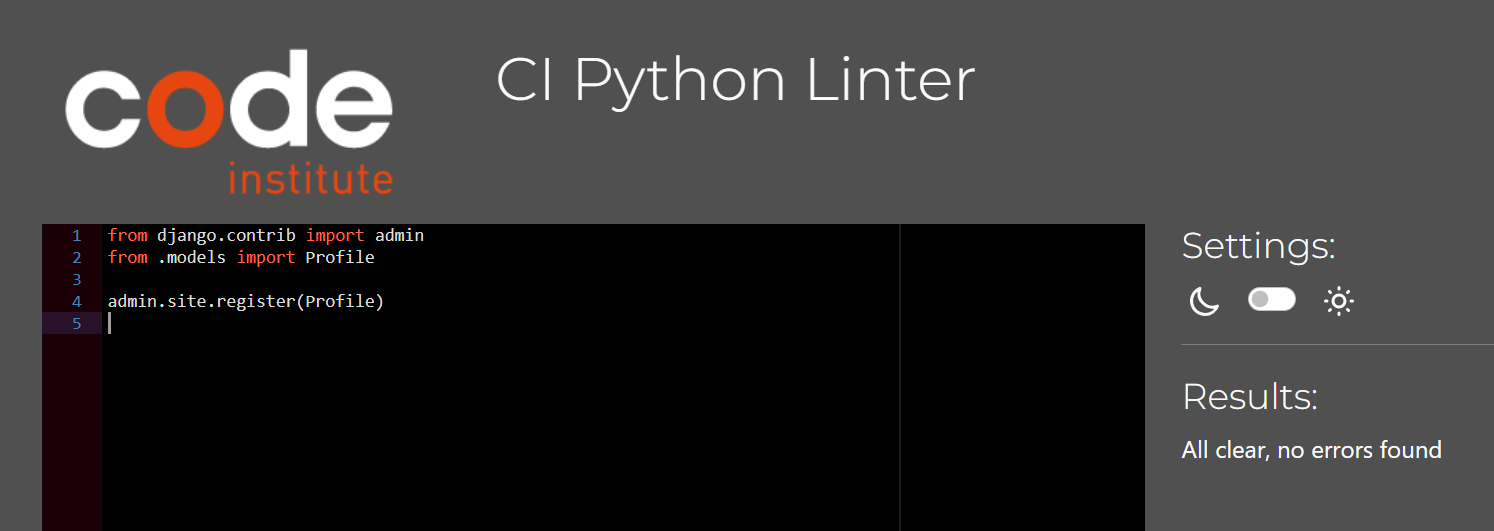 code
institute
CI Python Linter
1 from django.contrib import admin
2 from .models import Profile
3
4 admin.site.register(Profile)
5
Settings:
Results:
All clear, no errors found